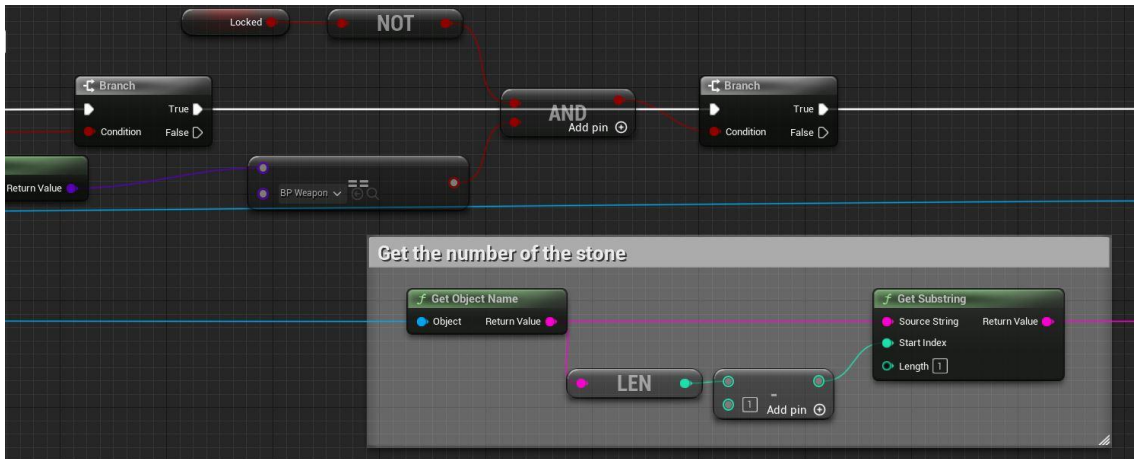 Locked
NOT
Branch
True
Condition
False
AND
Add pin
Branch
True
Condition
False
Return Value
BP Weapon
==
Get the number of the stone
f Get Object Name
Object
Return Value
LEN
-
1
Add pin
f Get Substring
Source String
Return Value
Start Index
Length 1